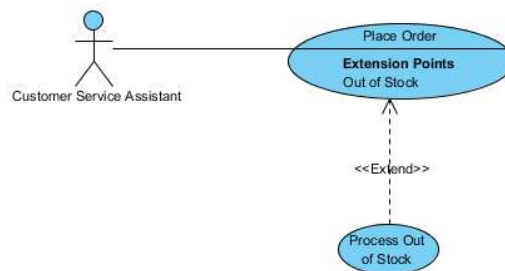 Place Order
Extension Points
Out of Stock
Customer Service Assistant
<<Extend>>
Process Out
of Stock